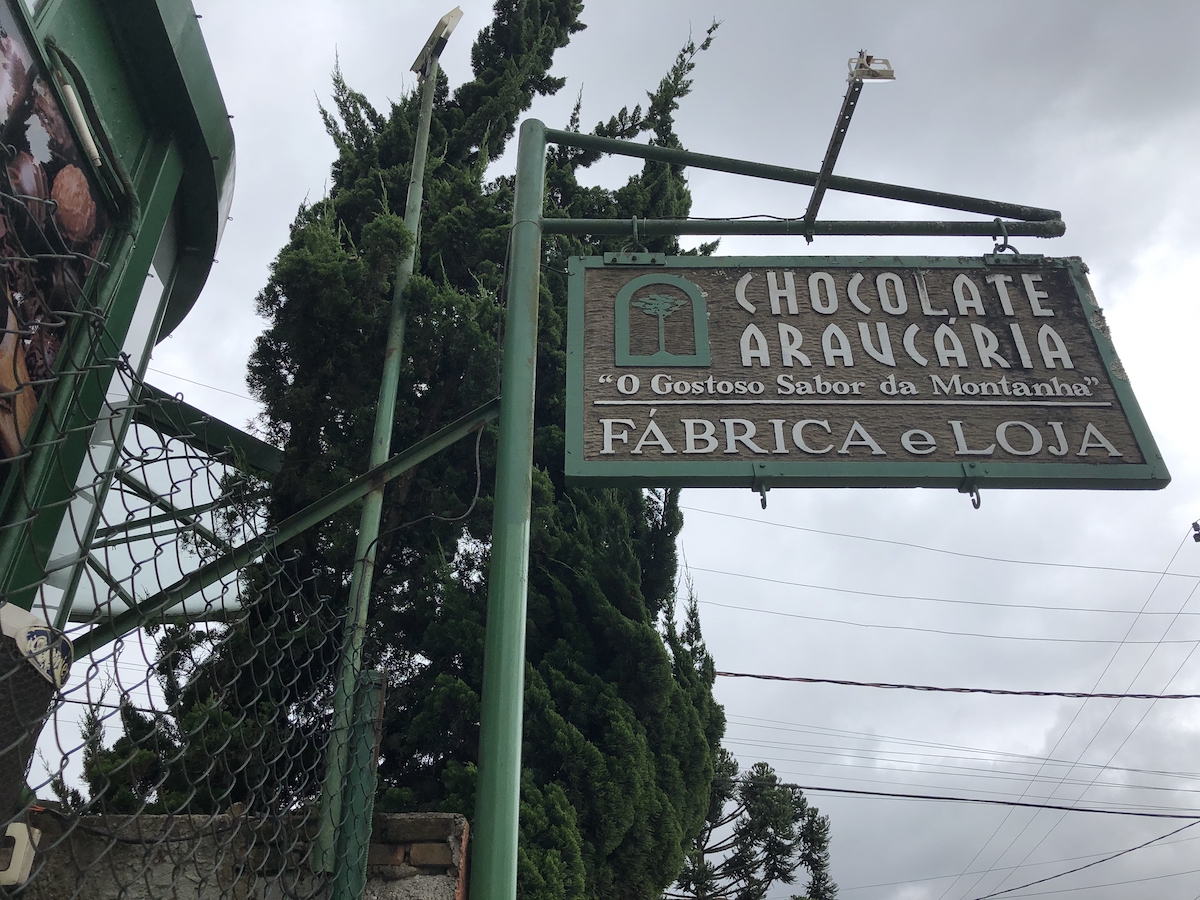 CHOCOLATE
ARAUCÁRIA
"O Gostoso Sabor da Montanha"
FÁBRICA e LOJA